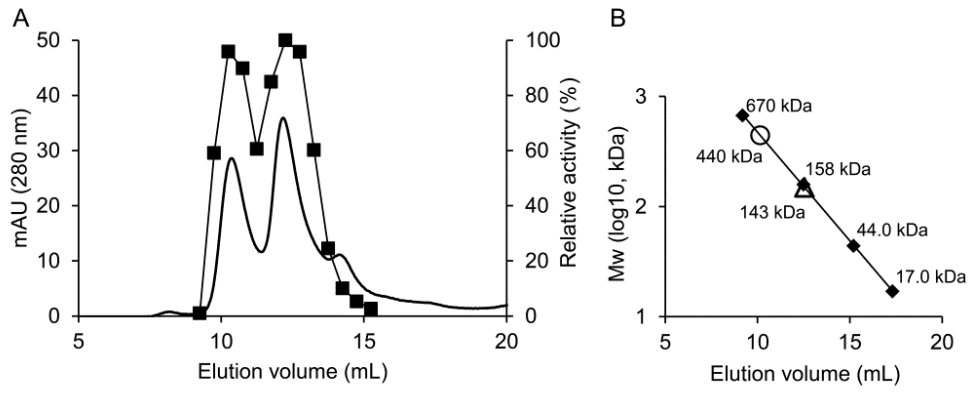 A
50
40
30
20
10
0
mAU (280 nm)
100
80
60
40
20
0
Relative activity (%)
5
10
15
20
Elution volume (mL)
B
3
2
1
Mw (log10, kDa)
670 kDa
440 kDa
158 kDa
143 kDa
44.0 kDa
17.0 kDa
5
10
15
20
Elution volume (mL)